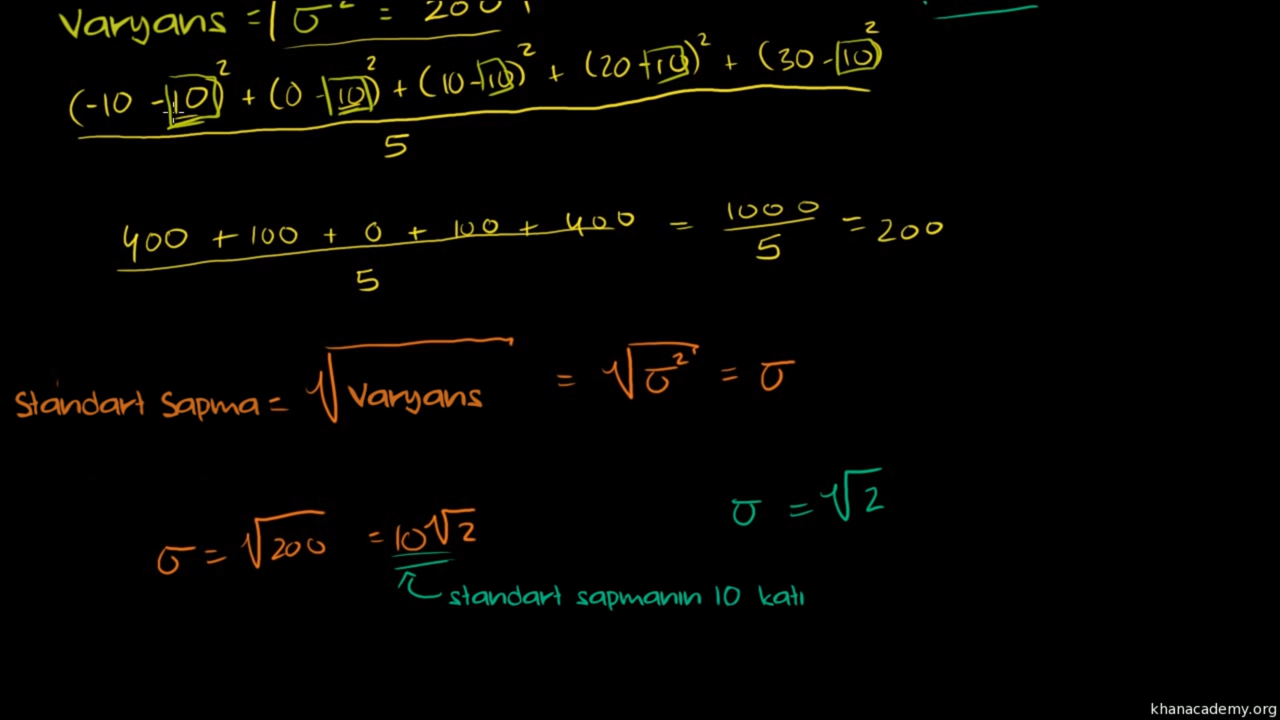 Varyans = | σ² = 200 |
(-10 - 10)² + (0 - 10)² + (10 - 10)² + (20 - 10)² + (30 - 10)²
5
400 + 100 + 0 + 100 + 400 = 1000 = 200
5 5
Standart Sapma = √Varyans = √σ² = σ
σ = √200 = 10√2
σ = √2
standart sapmanın 10 katı
khanacademy.org